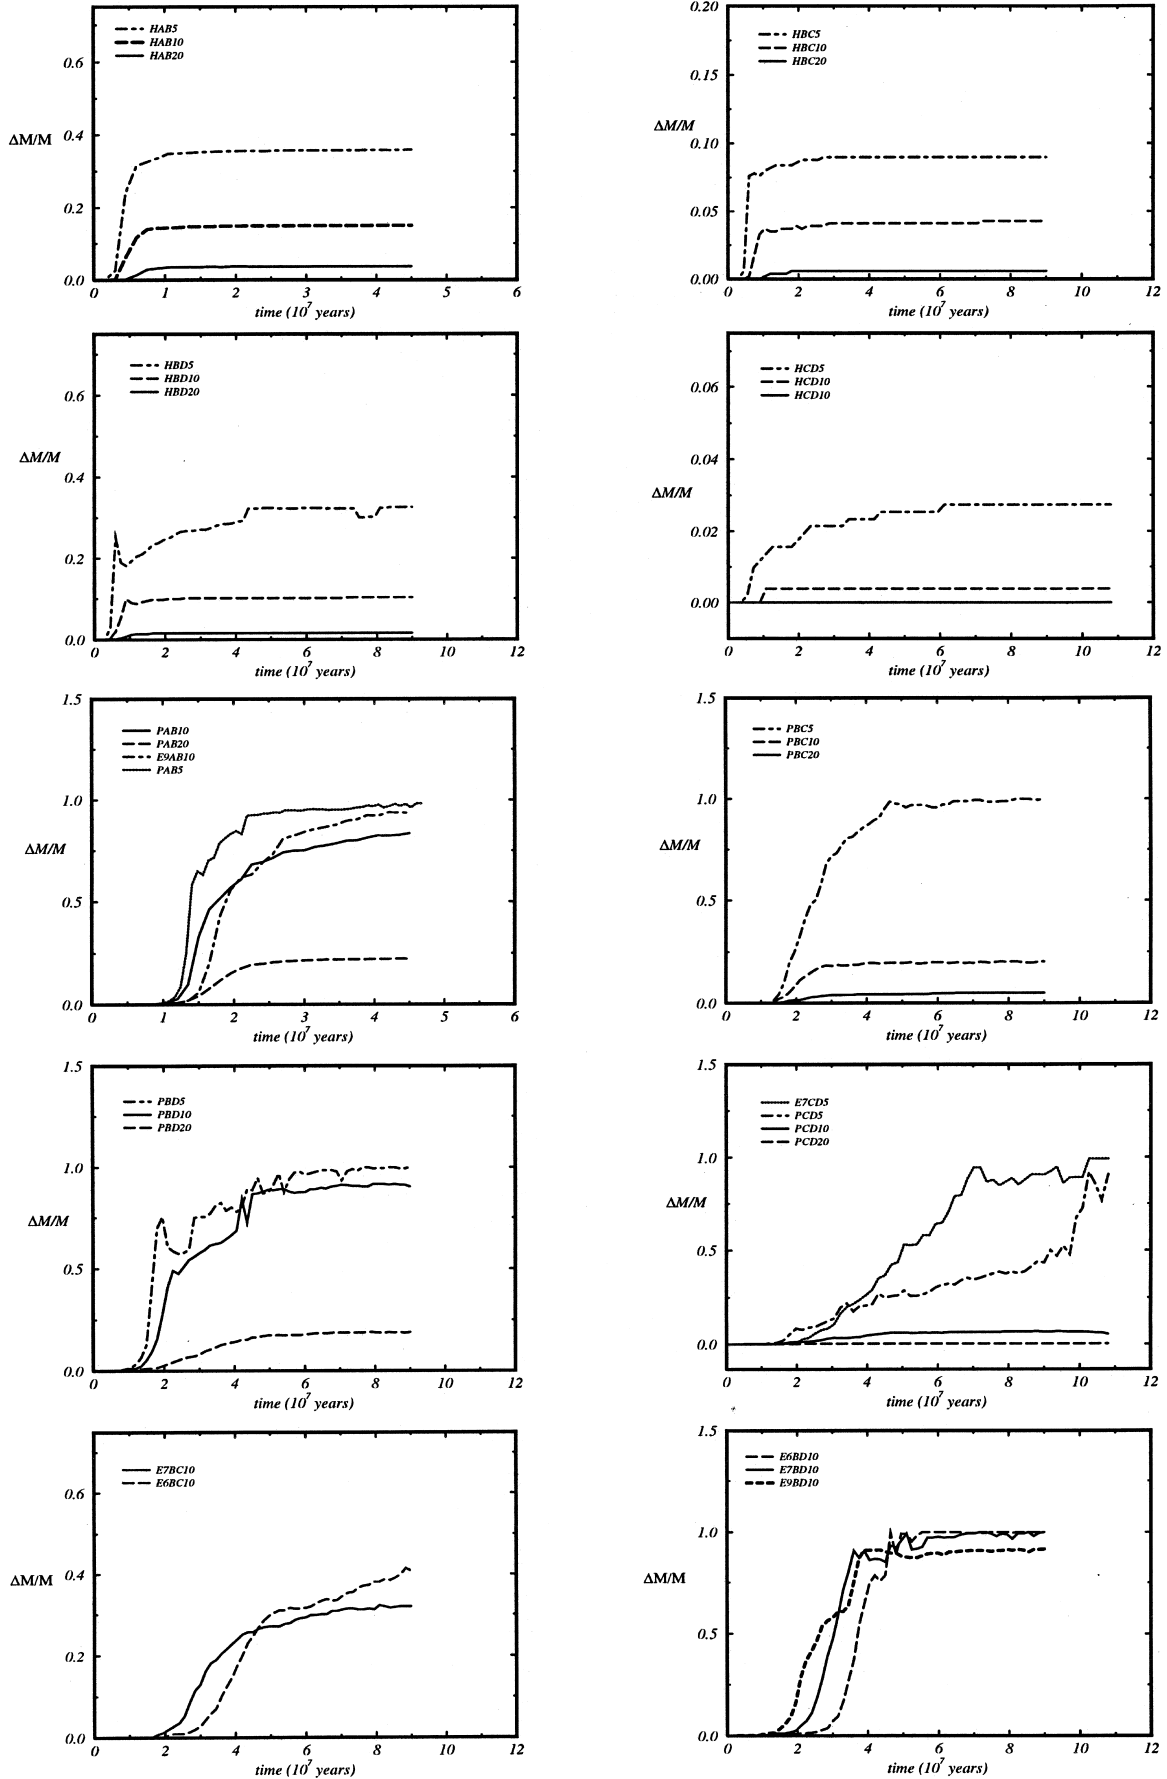 HAB5
HAB10
HAB20
0.6
ΔM/M 0.4
0.2
0.0
0 1 2 3 4 5 6
time (10^7 years)
0.20
HBC5
HBC10
HBC20
0.15
ΔM/M
0.10
0.05
0.00
0 2 4 6 8 10 12
time (10^7 years)
HBD5
HBD10
HBD20
0.6
ΔM/M
0.4
0.2
0.0
0 2 4 6 8 10 12
time (10^7 years)
HCD5
HCD10
HCD10
0.06
0.04
ΔM/M
0.02
0.00
0 2 4 6 8 10 12
time (10^7 years)
1.5
PAB10
PAB20
E9AB10
PAB5
1.0
ΔM/M
0.5
0.0
0 1 2 3 4 5 6
time (10^7 years)
1.5
PBC5
PBC10
PBC20
1.0
ΔM/M
0.5
0.0
0 2 4 6 8 10 12
time (10^7 years)
1.5
PBD5
PBD10
PBD20
1.0
ΔM/M
0.5
0.0
0 2 4 6 8 10 12
time (10^7 years)
1.5
E7CD5
PCD5
PCD10
PCD20
1.0
ΔM/M
0.5
0.0
0 2 4 6 8 10 12
time (10^7 years)
E7BC10
E6BC10
0.6
0.4
ΔM/M
0.2
0.0
0 2 4 6 8 10 12
time (10^7 years)
1.5
E6BD10
E7BD10
E9BD10
1.0
ΔM/M
0.5
0.0
0 2 4 6 8 10 12
time (10^7 years)